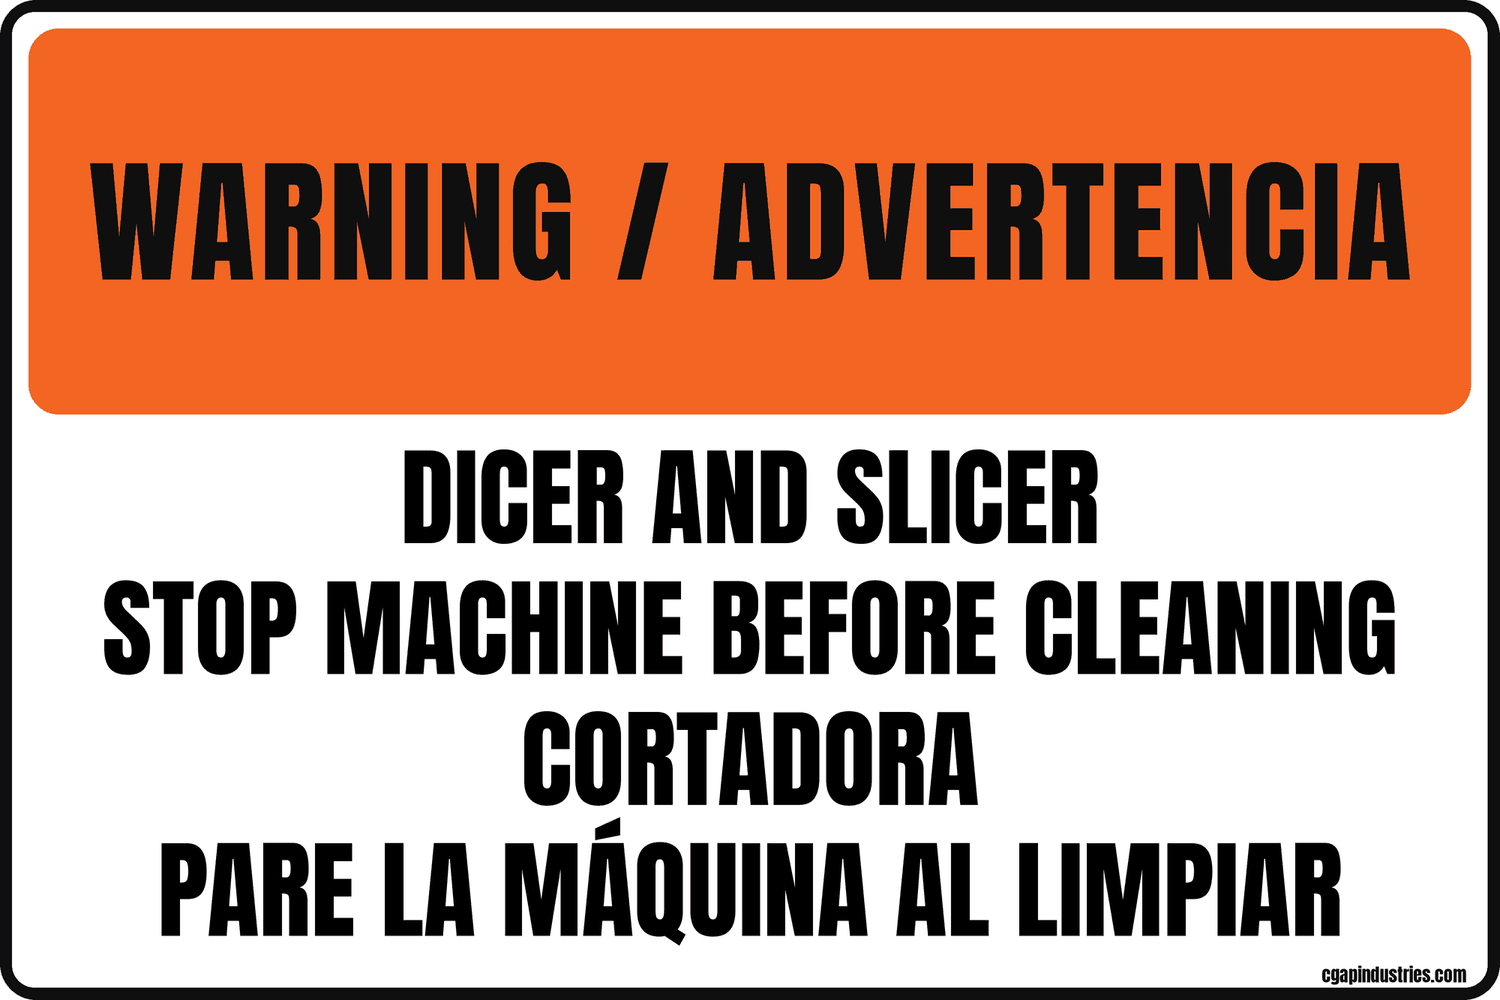 WARNING / ADVERTENCIA
DICER AND SLICER
STOP MACHINE BEFORE CLEANING
CORTADORA
PARE LA MÁQUINA AL LIMPIAR
cgapindustries.com